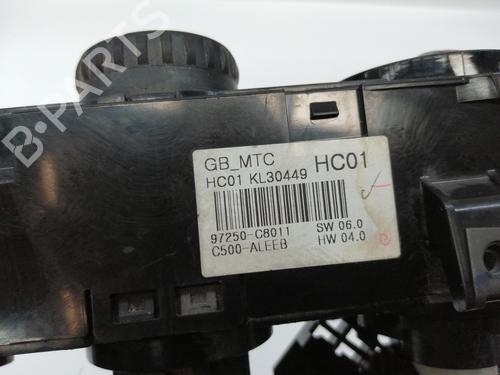 GB_MTC HC01
HC01 KL30449
97250-C8011 SW 06.0
C500-ALEEB HW 04.0
B-PARTS